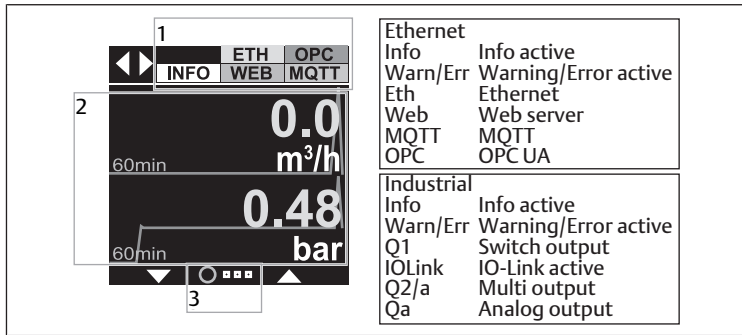 1
ETH OPC
INFO WEB MQTT
2
0.0
60min m³/h
0.48
60min bar
3
Ethernet
Info Info active
Warn/Err Warning/Error active
Eth Ethernet
Web Web server
MQTT MQTT
OPC OPC UA
Industrial
Info Info active
Warn/Err Warning/Error active
Q1 Switch output
IOLink IO-Link active
Q2/a Multi output
Qa Analog output